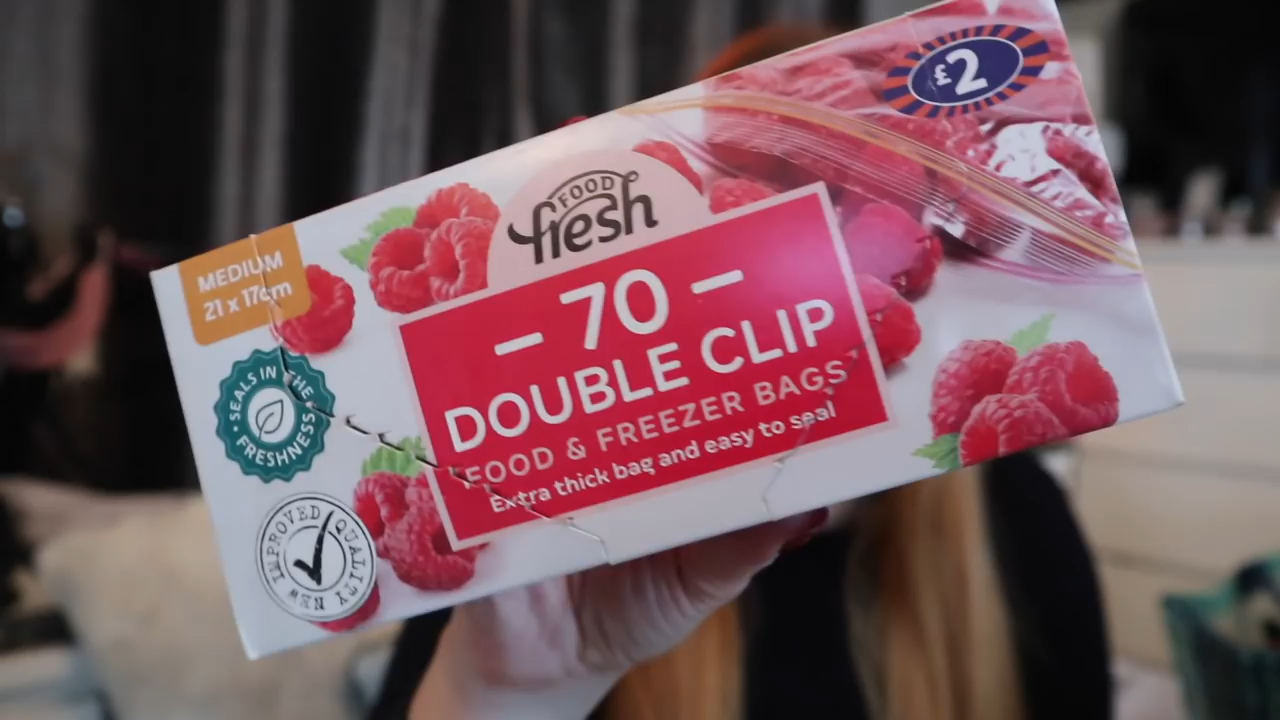 £2
FOOD
fresh
MEDIUM
21 x 17cm
SEALS IN THE
FRESHNESS
- 70 -
DOUBLE CLIP
FOOD & FREEZER BAGS
Extra thick bag and easy to seal
IMPROVED QUALITY NEW